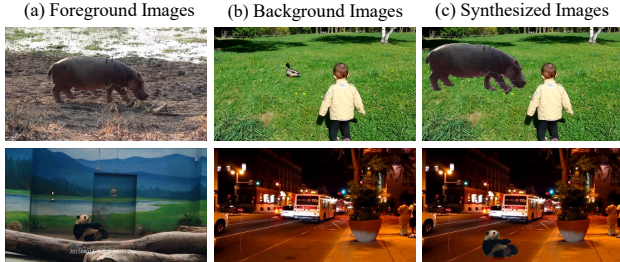 (a) Foreground Images
(b) Background Images
(c) Synthesized Images